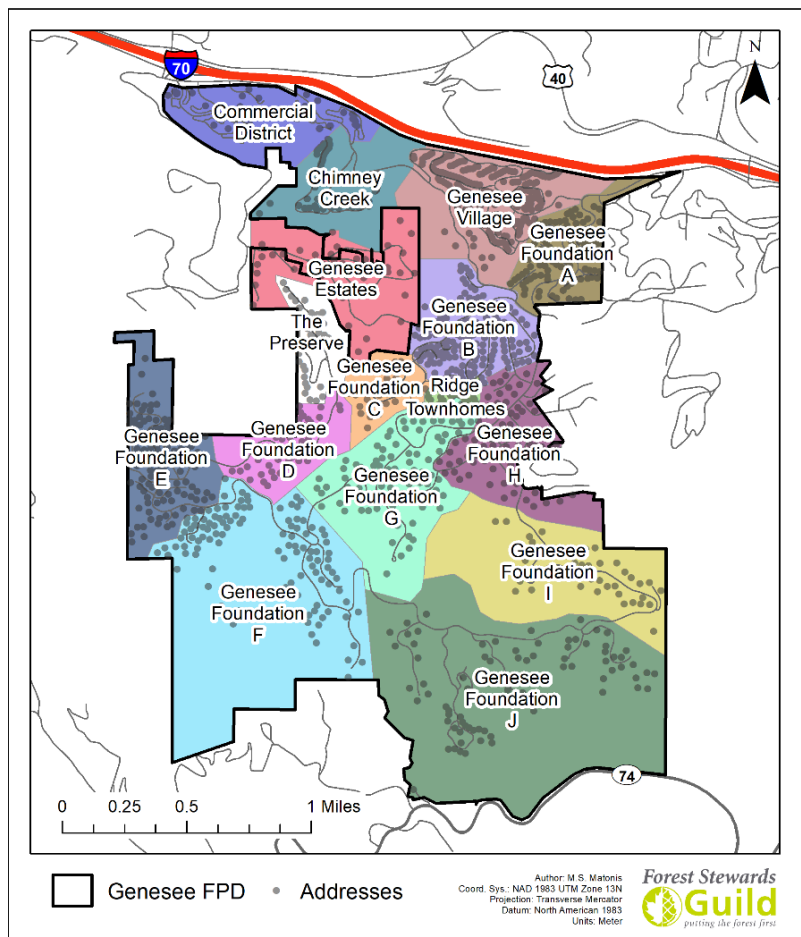 70
40
N
Commercial
District
Chimney
Creek
Genesee
Village
Genesee
Foundation
A
Genesee
Estates
Genesee
Foundation
B
The
Preserve
Genesee
Foundation
C
Ridge
Townhomes
Genesee
Foundation
D
Genesee
Foundation
E
Genesee
Foundation
H
Genesee
Foundation
G
Genesee
Foundation
I
Genesee
Foundation
F
Genesee
Foundation
J
74
0 0.25 0.5 1 Miles
Genesee FPD
Addresses
Author: M.S. Matonis
Coord. Sys.: NAD 1983 UTM Zone 13N
Projection: Transverse Mercator
Datum: North American 1983
Units: Meter
Forest Stewards
Guild
putting the forest first